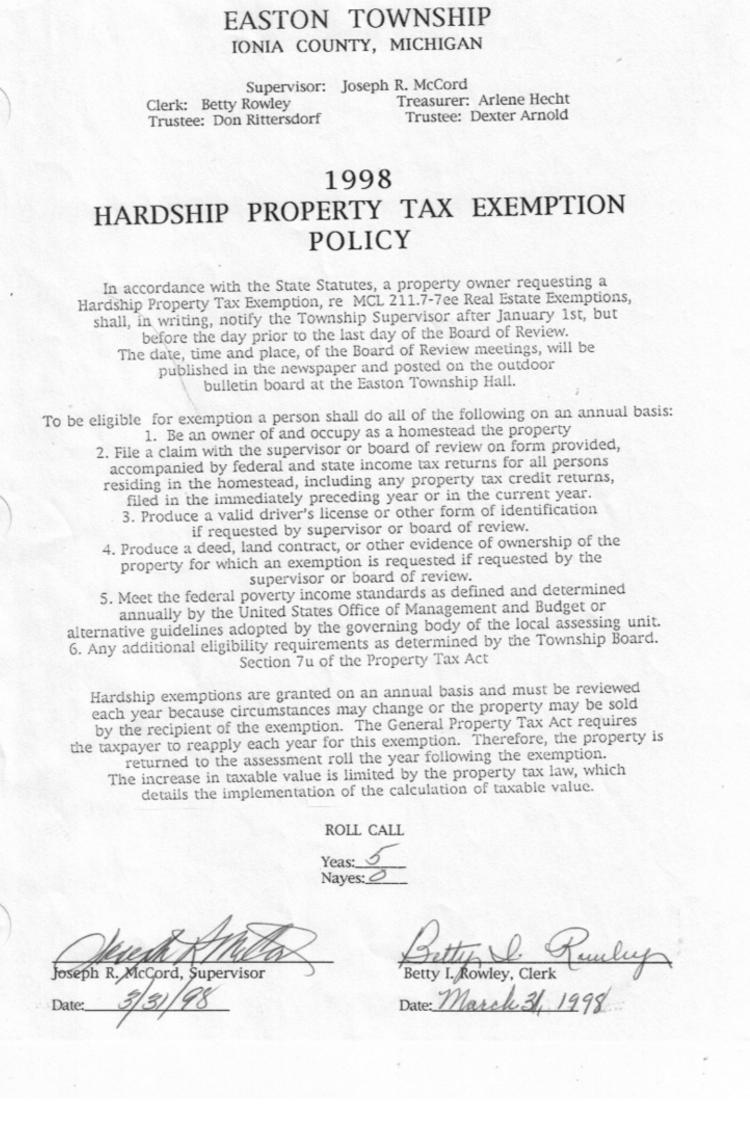 EASTON TOWNSHIP
IONIA COUNTY, MICHIGAN
Supervisor: Joseph R. McCord
Clerk: Betty Rowley Treasurer: Arlene Hecht
Trustee: Don Rittersdorf Trustee: Dexter Arnold
1998
HARDSHIP PROPERTY TAX EXEMPTION
POLICY
In accordance with the State Statutes, a property owner requesting a
Hardship Property Tax Exemption, re MCL 211.7-7ee Real Estate Exemptions,
shall, in writing, notify the Township Supervisor after January 1st, but
before the day prior to the last day of the Board of Review.
The date, time and place, of the Board of Review meetings, will be
published in the newspaper and posted on the outdoor
bulletin board at the Easton Township Hall.
To be eligible for exemption a person shall do all of the following on an annual basis:
1. Be an owner of and occupy as a homestead the property
2. File a claim with the supervisor or board of review on form provided,
accompanied by federal and state income tax returns for all persons
residing in the homestead, including any property tax credit returns,
filed in the immediately preceding year or in the current year.
3. Produce a valid driver's license or other form of identification
if requested by supervisor or board of review.
4. Produce a deed, land contract, or other evidence of ownership of the
property for which an exemption is requested if requested by the
supervisor or board of review.
5. Meet the federal poverty income standards as defined and determined
annually by the United States Office of Management and Budget or
alternative guidelines adopted by the governing body of the local assessing unit.
6. Any additional eligibility requirements as determined by the Township Board.
Section 7u of the Property Tax Act
Hardship exemptions are granted on an annual basis and must be reviewed
each year because circumstances may change or the property may be sold
by the recipient of the exemption. The General Property Tax Act requires
the taxpayer to reapply each year for this exemption. Therefore, the property is
returned to the assessment roll the year following the exemption.
The increase in taxable value is limited by the property tax law, which
details the implementation of the calculation of taxable value.
ROLL CALL
Yeas: 5
Nayes: 0
Joseph R McCord Betty I. Rowley
Joseph R. McCord, Supervisor Betty I. Rowley, Clerk
Date: 3/31/98 Date: March 31, 1998